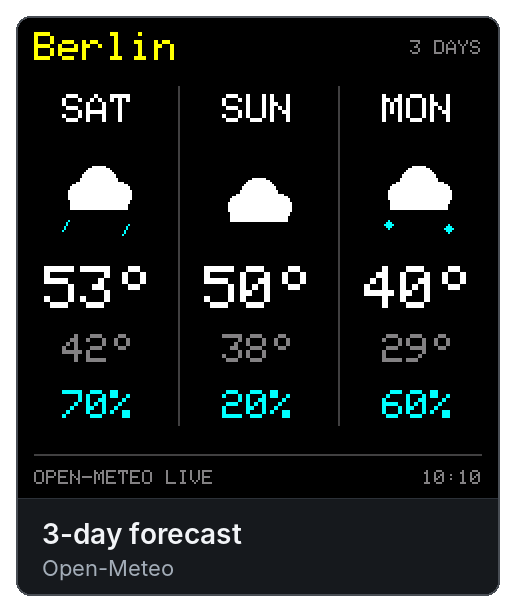 Berlin 3 DAYS
SAT SUN MON
53° 50° 40°
42° 38° 29°
70% 20% 60%
OPEN-METEO LIVE 10:10
3-day forecast
Open-Meteo